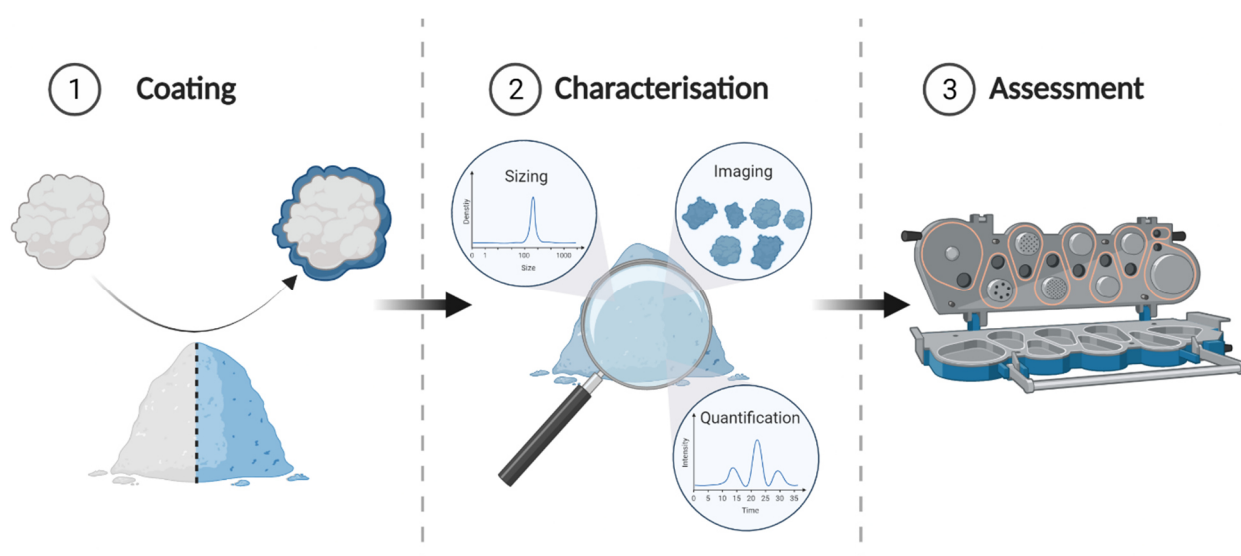 1 Coating
2 Characterisation
3 Assessment
Sizing
Denstiy
0 1 100 1000
Size
Imaging
Quantification
Intensity
0 5 10 15 20 25 30 35
Time